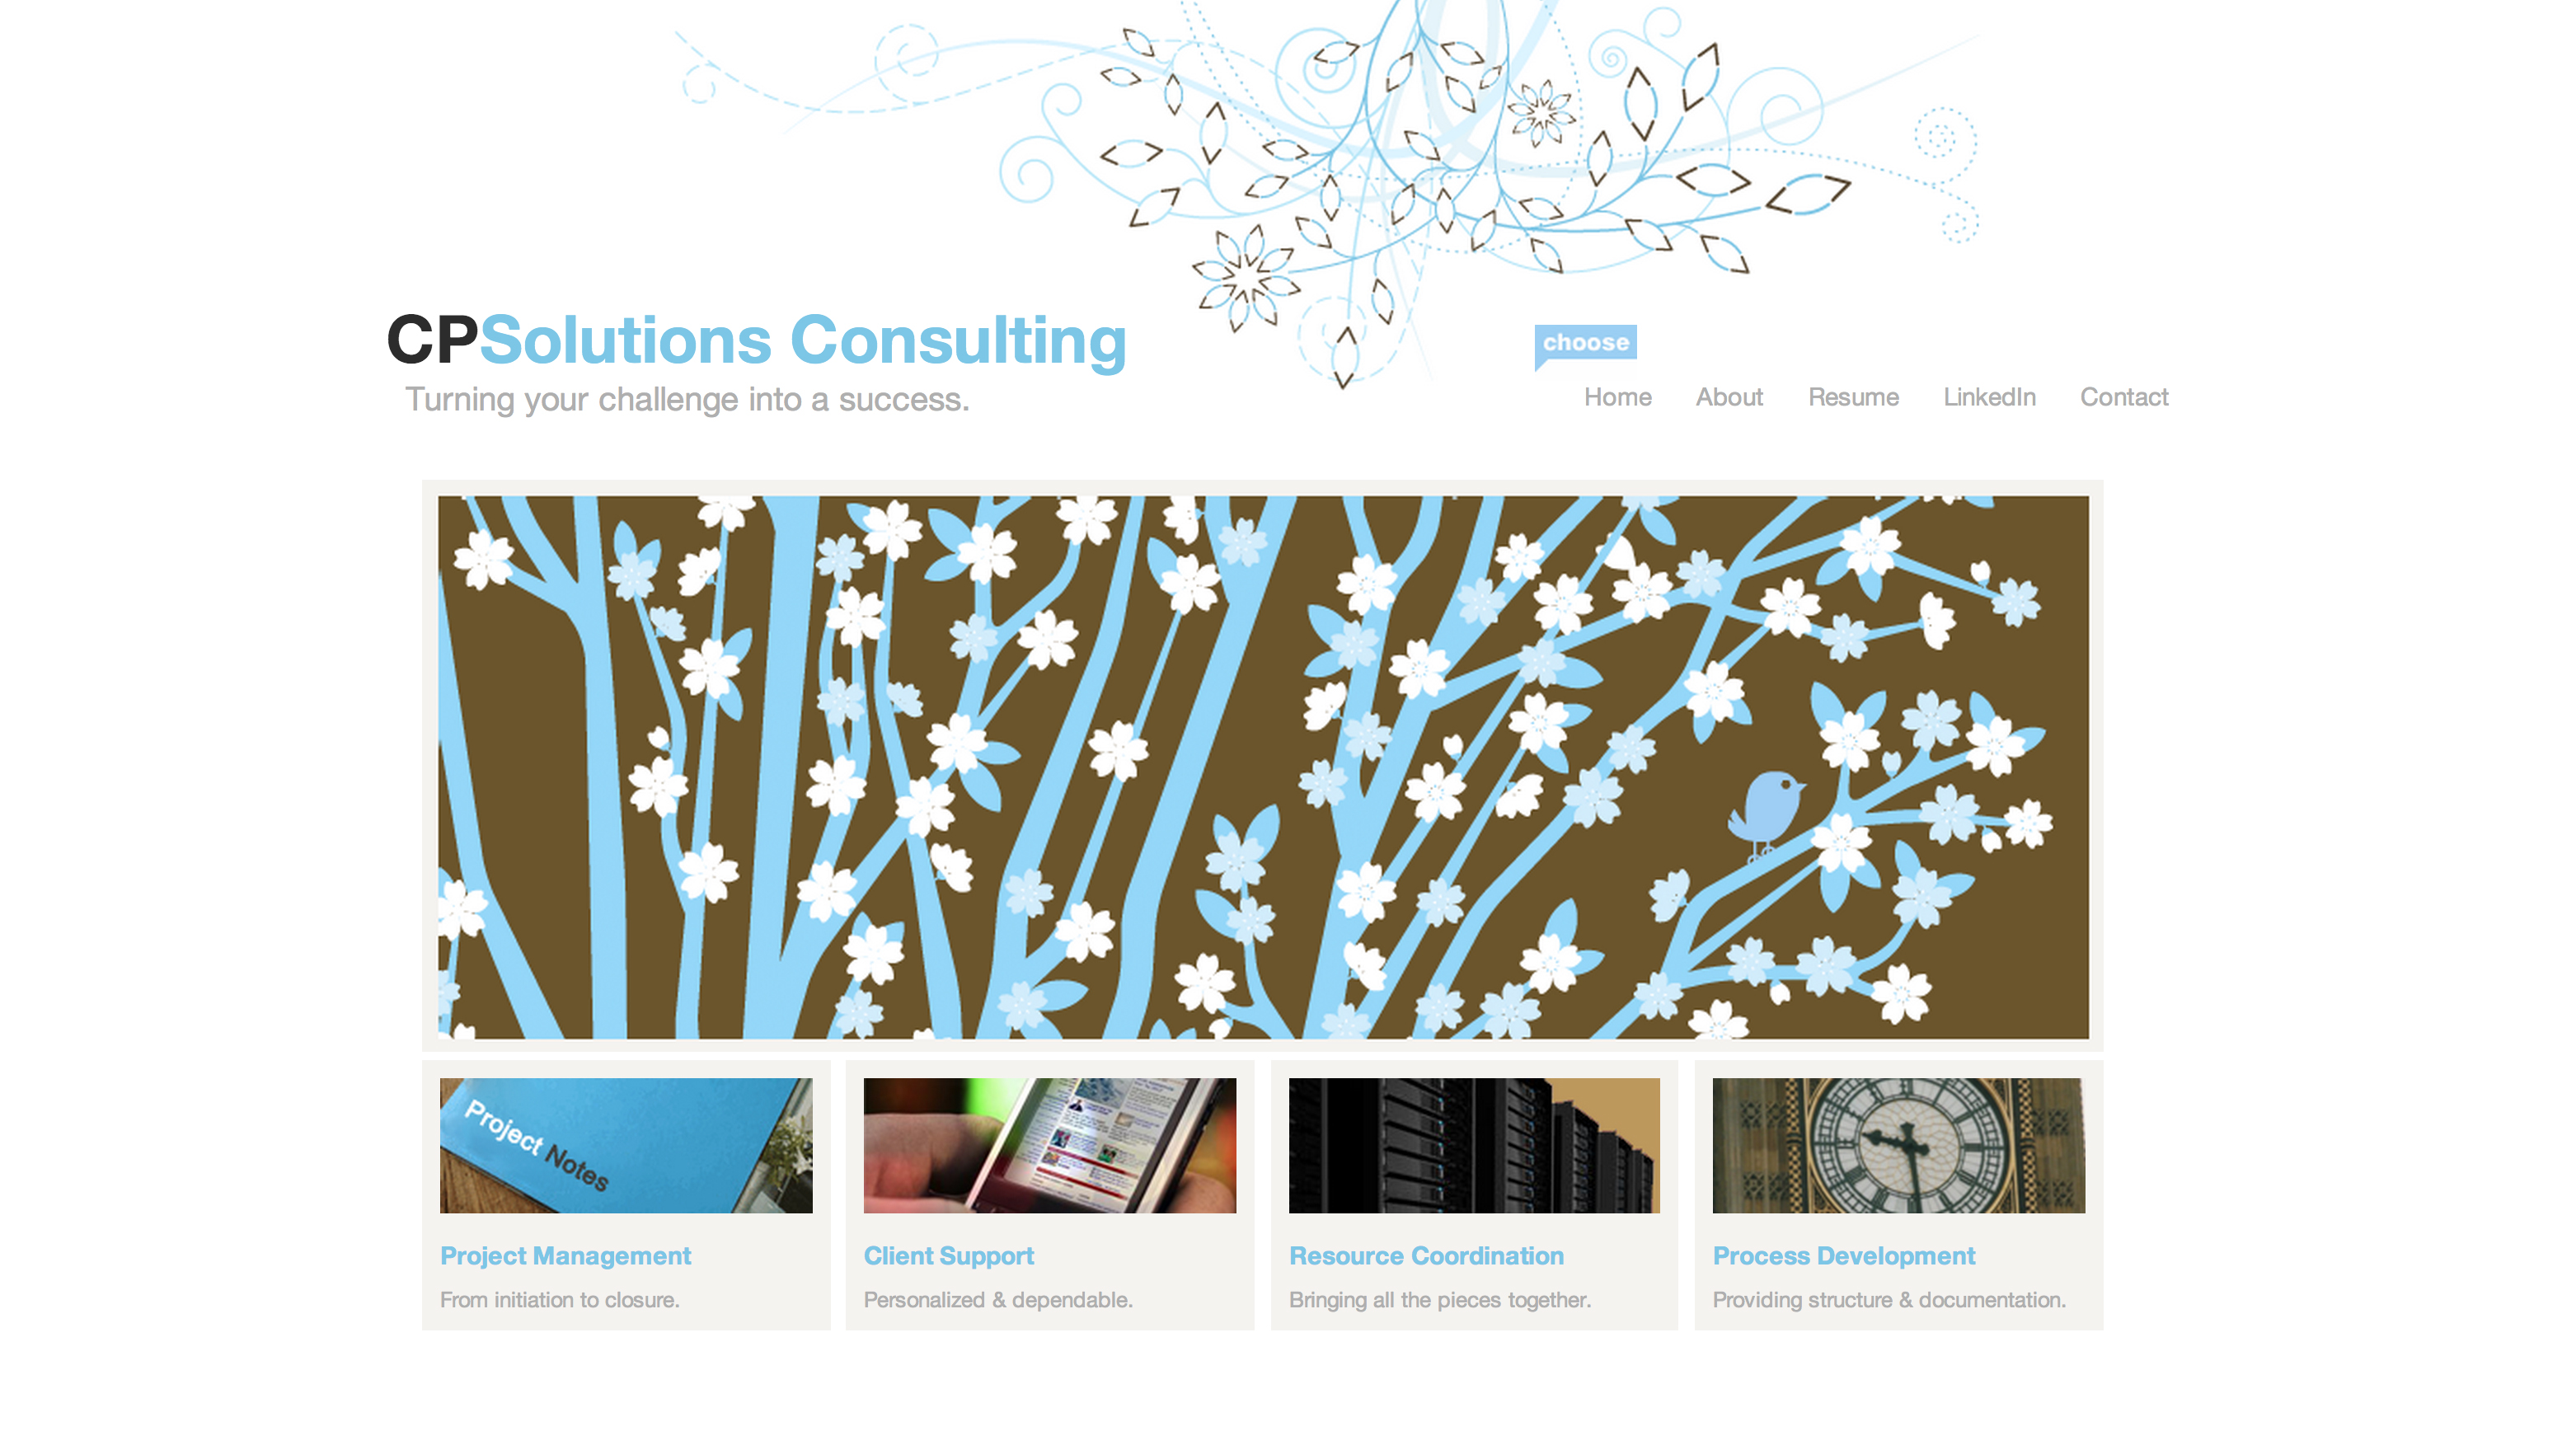 CPSolutions Consulting
Turning your challenge into a success.
choose
Home About Resume LinkedIn Contact
Project Notes
Project Management
From initiation to closure.
Client Support
Personalized & dependable.
Resource Coordination
Bringing all the pieces together.
Process Development
Providing structure & documentation.